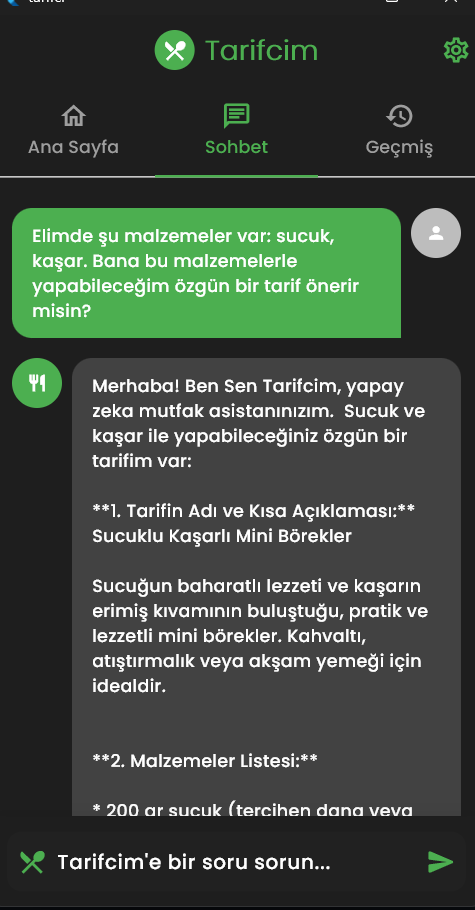 Tarifcim
Ana Sayfa
Sohbet
Geçmiş
Elimde şu malzemeler var: sucuk,
kaşar. Bana bu malzemelerle
yapabileceğim özgün bir tarif önerir
misin?
Merhaba! Ben Sen Tarifcim, yapay
zeka mutfak asistanınızım.  Sucuk ve
kaşar ile yapabileceğiniz özgün bir
tarifim var:
**1. Tarifin Adı ve Kısa Açıklaması:**
Sucuklu Kaşarlı Mini Börekler
Sucuğun baharatlı lezzeti ve kaşarın
erimiş kıvamının buluştuğu, pratik ve
lezzetli mini börekler. Kahvaltı,
atıştırmalık veya akşam yemeği için
idealdir.
**2. Malzemeler Listesi:**
* 200 gr sucuk (tercihen dana veya
Tarifcim'e bir soru sorun...